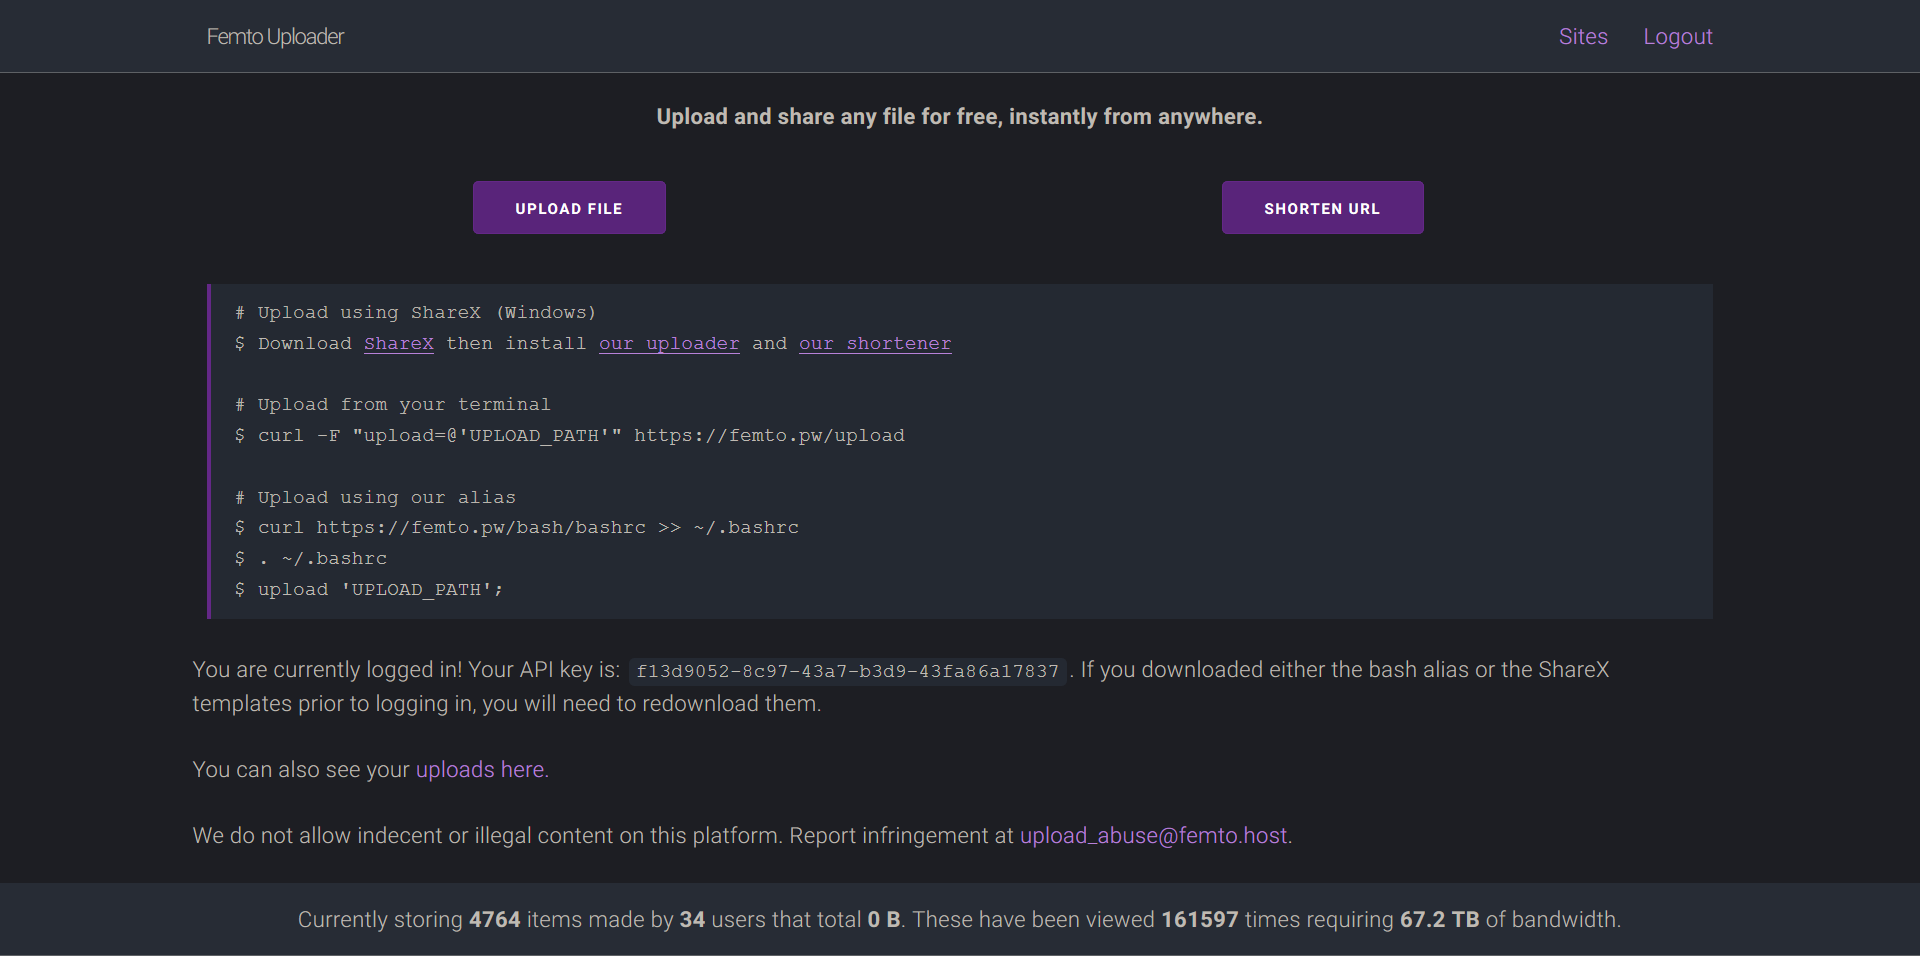 Femto Uploader
Sites Logout
Upload and share any file for free, instantly from anywhere.
UPLOAD FILE
SHORTEN URL
# Upload using ShareX (Windows)
$ Download ShareX then install our uploader and our shortener
# Upload from your terminal
$ curl -F "upload=@'UPLOAD_PATH'" https://femto.pw/upload
# Upload using our alias
$ curl https://femto.pw/bash/bashrc >> ~/.bashrc
$ . ~/.bashrc
$ upload 'UPLOAD_PATH';
You are currently logged in! Your API key is: f13d9052-8c97-43a7-b3d9-43fa86a17837. If you downloaded either the bash alias or the ShareX
templates prior to logging in, you will need to redownload them.
You can also see your uploads here.
We do not allow indecent or illegal content on this platform. Report infringement at upload_abuse@femto.host.
Currently storing 4764 items made by 34 users that total 0 B. These have been viewed 161597 times requiring 67.2 TB of bandwidth.